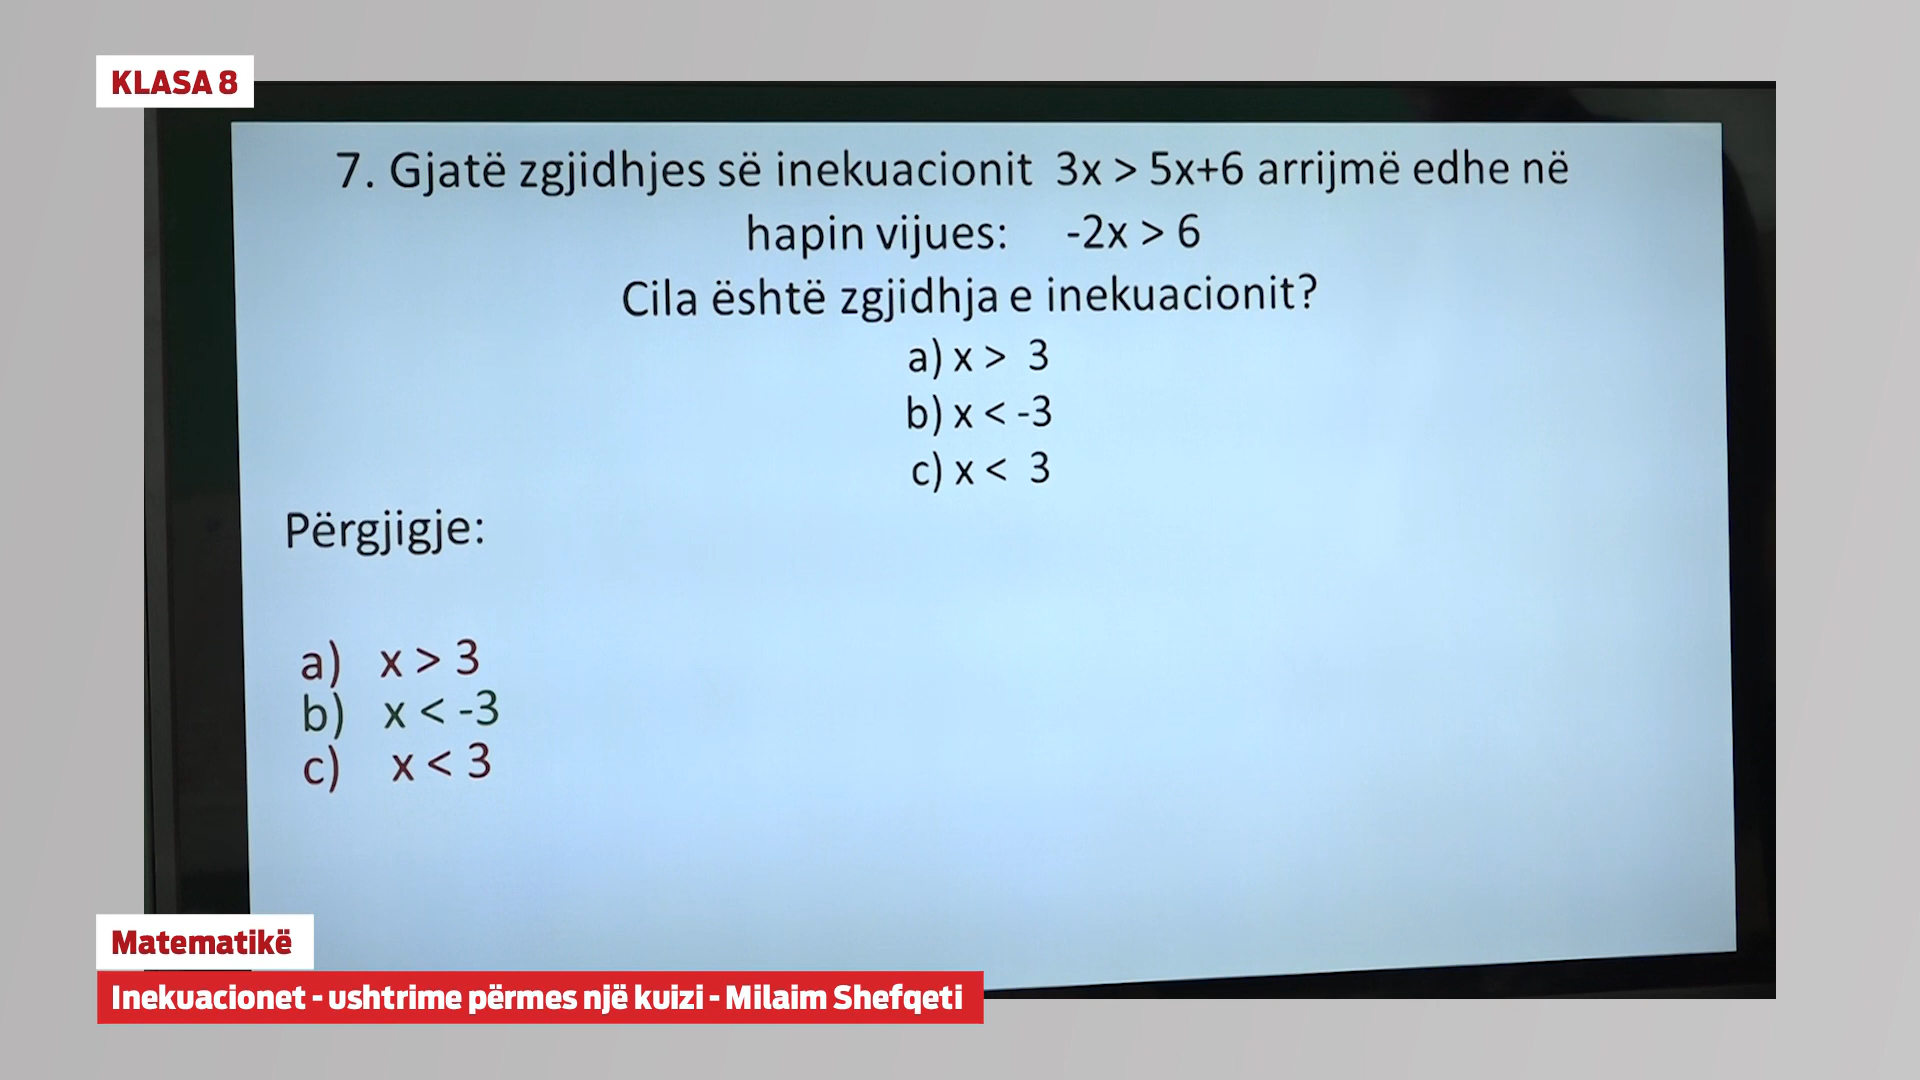 KLASA 8
7. Gjatë zgjidhjes së inekuacionit 3x > 5x+6 arrijmë edhe në
hapin vijues: -2x > 6
Cila është zgjidhja e inekuacionit?
a) x > 3
b) x < -3
c) x < 3
Përgjigje:
a) x > 3
b) x < -3
c) x < 3
Matematikë
Inekuacionet - ushtrime përmes një kuizi - Milaim Shefqeti